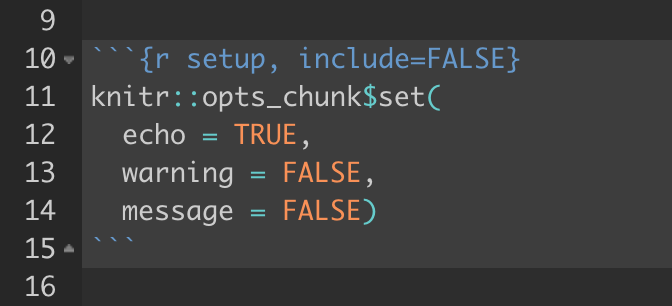 9
10 ```{r setup, include=FALSE}
11 knitr::opts_chunk$set(
12   echo = TRUE,
13   warning = FALSE,
14   message = FALSE)
15 ```
16